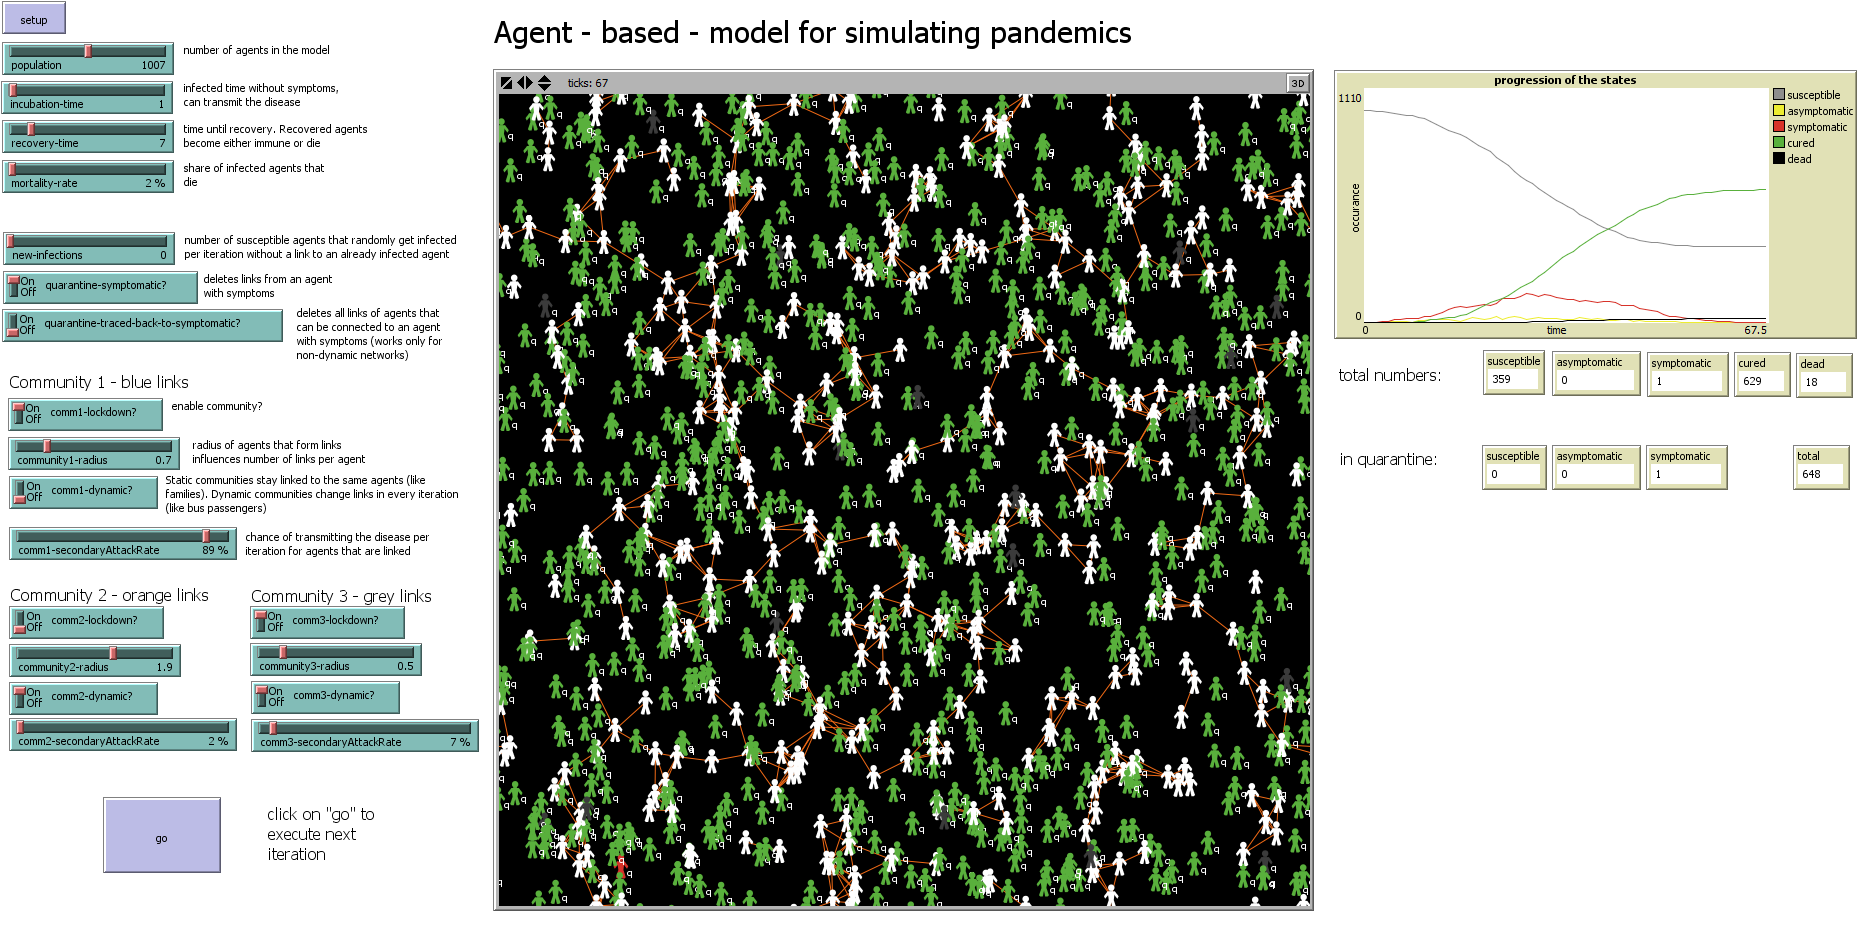 setup
population 1007
number of agents in the model
incubation-time 1
infected time without symptoms,
can transmit the disease
recovery-time 7
time until recovery. Recovered agents
become either immune or die
mortality-rate 2 %
share of infected agents that
die
new-infections 0
number of susceptible agents that randomly get infected
per iteration without a link to an already infected agent
On
Off
quarantine-symptomatic?
deletes links from an agent
with symptoms
On
Off
quarantine-traced-back-to-symptomatic?
deletes all links of agents that
can be connected to an agent
with symptoms (works only for
non-dynamic networks)
Community 1 - blue links
On
Off
comm1-lockdown?
enable community?
community1-radius 0.7
radius of agents that form links
influences number of links per agent
On
Off
comm1-dynamic?
Static communities stay linked to the same agents (like
families). Dynamic communities change links in every iteration
(like bus passengers)
comm1-secondaryAttackRate 89 %
chance of transmitting the disease per
iteration for agents that are linked
Community 2 - orange links
On
Off
comm2-lockdown?
community2-radius 1.9
On
Off
comm2-dynamic?
comm2-secondaryAttackRate 2 %
Community 3 - grey links
On
Off
comm3-lockdown?
community3-radius 0.5
On
Off
comm3-dynamic?
comm3-secondaryAttackRate 7 %
go
click on "go" to
execute next
iteration
Agent - based - model for simulating pandemics
ticks: 67
3D
progression of the states
1110
occurance
0
0
time
67.5
susceptible
asymptomatic
symptomatic
cured
dead
total numbers:
susceptible
359
asymptomatic
0
symptomatic
1
cured
629
dead
18
in quarantine:
susceptible
0
asymptomatic
0
symptomatic
1
total
648